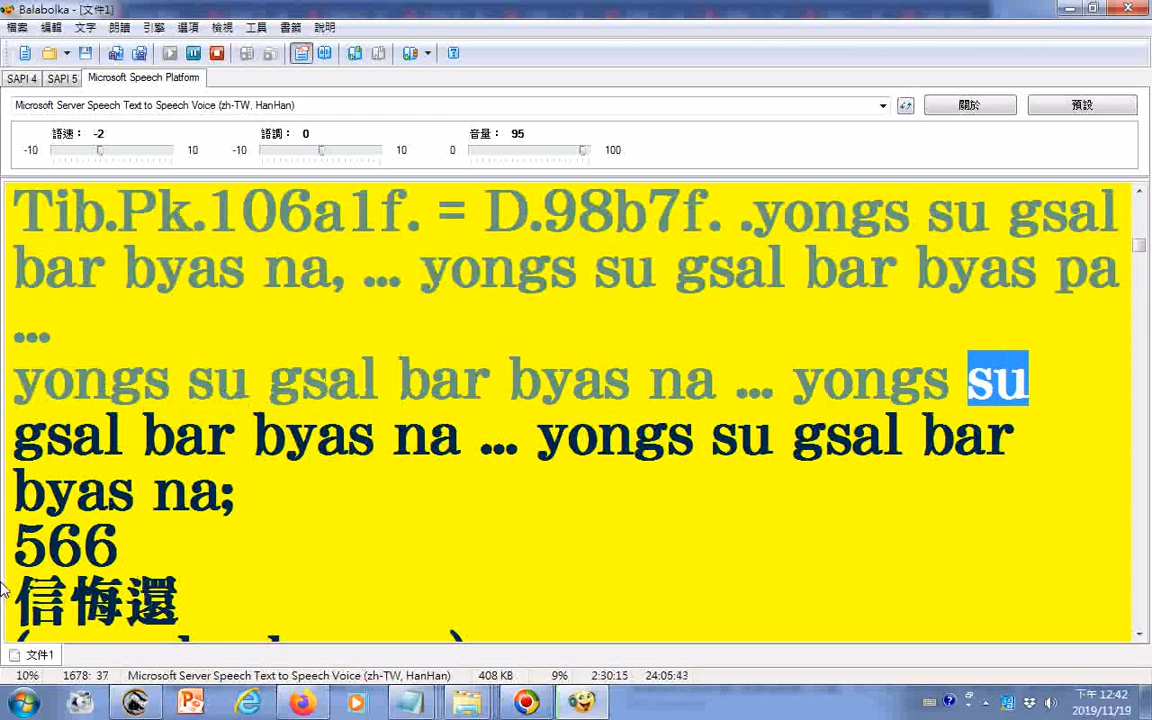 Balabolka - [文件1]
檔案 編輯 文字 朗讀 引擎 選項 檢視 工具 書籤 說明
SAPI 4 SAPI 5 Microsoft Speech Platform
Microsoft Server Speech Text to Speech Voice (zh-TW, HanHan) 關於 預設
語速： -2 語調： 0 音量： 95
-10 10 -10 10 0 100
Tib.Pk.106a1f. = D.98b7f. .yongs su gsal
bar byas na, ... yongs su gsal bar byas pa
...
yongs su gsal bar byas na ... yongs su
gsal bar byas na ... yongs su gsal bar
byas na;
566
信悔還
文件1
10% 1678: 37 Microsoft Server Speech Text to Speech Voice (zh-TW, HanHan) 408 KB 9% 2:30:15 24:05:43
下午 12:42
2019/11/19